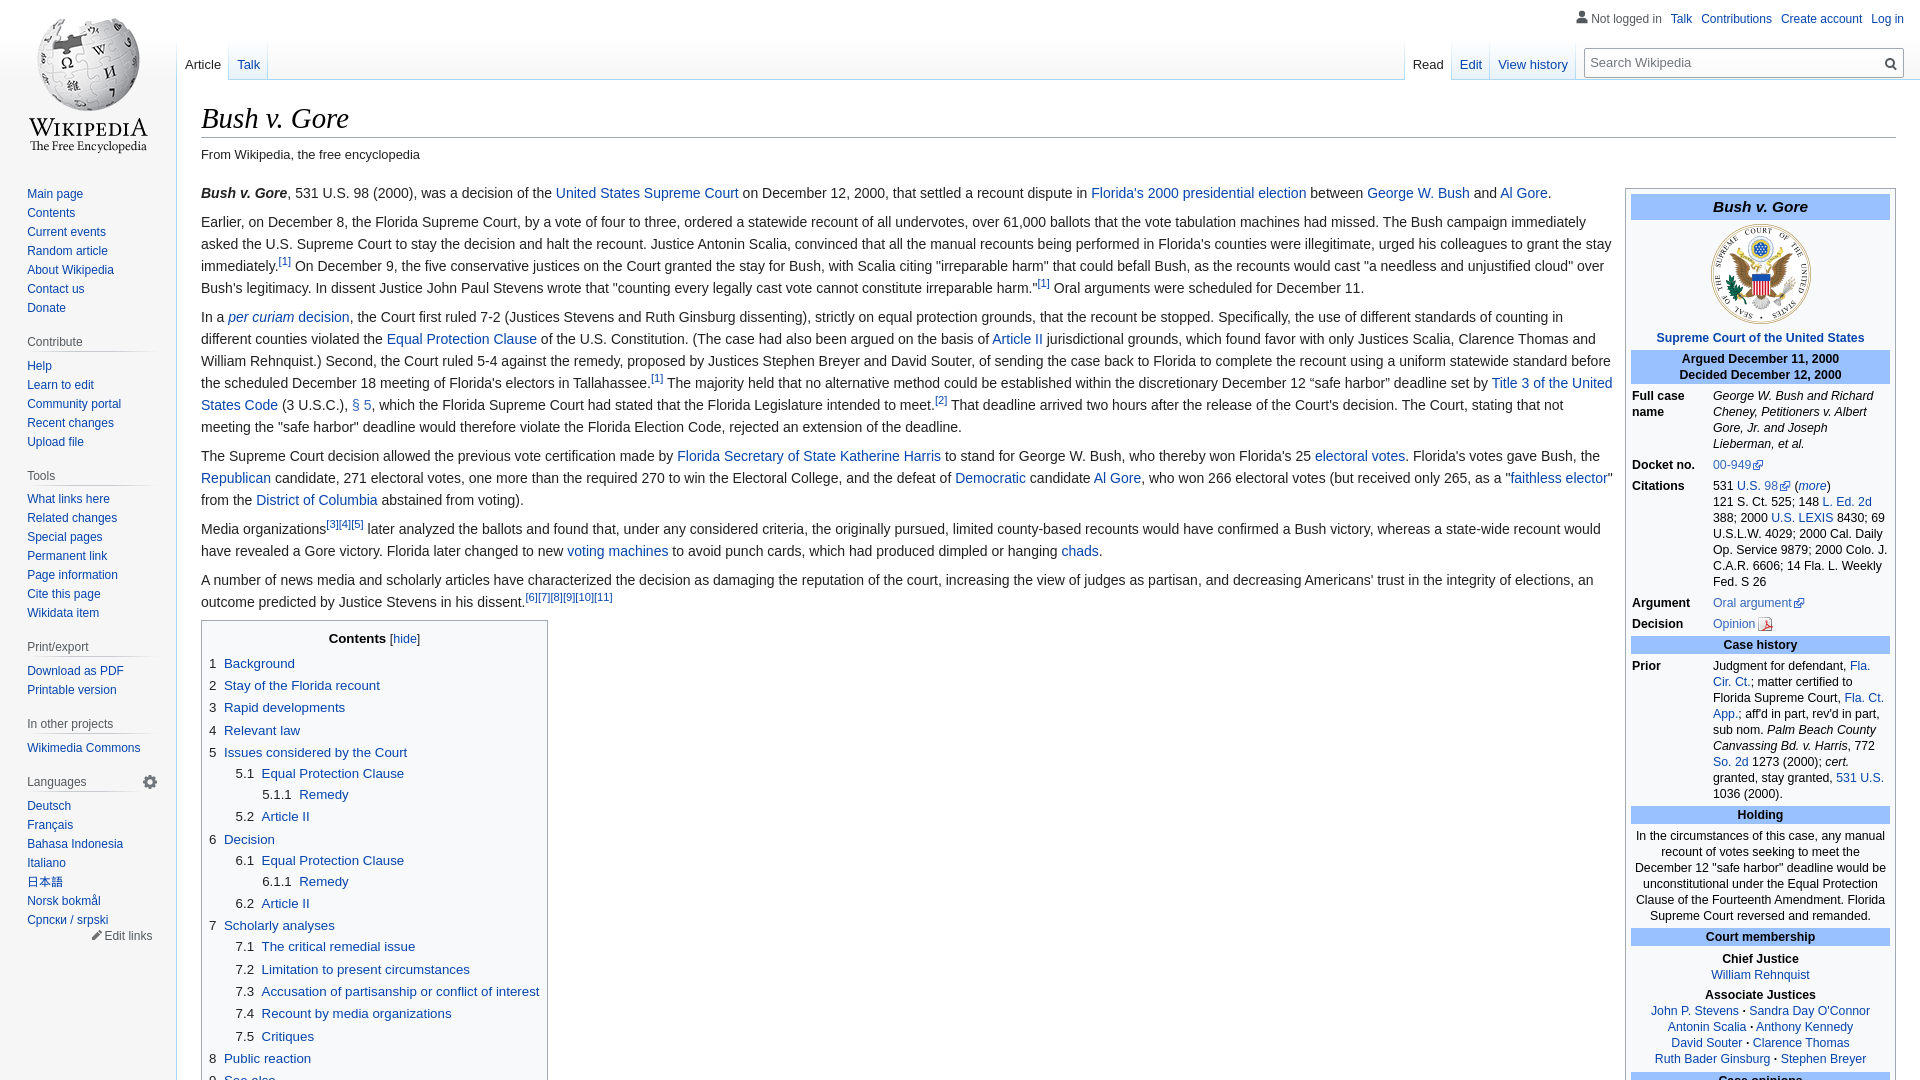 Not logged in Talk Contributions Create account Log in
Article Talk Read Edit View history Search Wikipedia
WIKIPEDIA
The Free Encyclopedia
Main page
Contents
Current events
Random article
About Wikipedia
Contact us
Donate
Contribute
Help
Learn to edit
Community portal
Recent changes
Upload file
Tools
What links here
Related changes
Special pages
Permanent link
Page information
Cite this page
Wikidata item
Print/export
Download as PDF
Printable version
In other projects
Wikimedia Commons
Languages
Deutsch
Français
Bahasa Indonesia
Italiano
日本語
Norsk bokmål
Српски / srpski
Edit links
Bush v. Gore
From Wikipedia, the free encyclopedia
Bush v. Gore, 531 U.S. 98 (2000), was a decision of the United States Supreme Court on December 12, 2000, that settled a recount dispute in Florida's 2000 presidential election between George W. Bush and Al Gore.
Earlier, on December 8, the Florida Supreme Court, by a vote of four to three, ordered a statewide recount of all undervotes, over 61,000 ballots that the vote tabulation machines had missed. The Bush campaign immediately
asked the U.S. Supreme Court to stay the decision and halt the recount. Justice Antonin Scalia, convinced that all the manual recounts being performed in Florida's counties were illegitimate, urged his colleagues to grant the stay
immediately.[1] On December 9, the five conservative justices on the Court granted the stay for Bush, with Scalia citing "irreparable harm" that could befall Bush, as the recounts would cast "a needless and unjustified cloud" over
Bush's legitimacy. In dissent Justice John Paul Stevens wrote that "counting every legally cast vote cannot constitute irreparable harm."[1] Oral arguments were scheduled for December 11.
In a per curiam decision, the Court first ruled 7-2 (Justices Stevens and Ruth Ginsburg dissenting), strictly on equal protection grounds, that the recount be stopped. Specifically, the use of different standards of counting in
different counties violated the Equal Protection Clause of the U.S. Constitution. (The case had also been argued on the basis of Article II jurisdictional grounds, which found favor with only Justices Scalia, Clarence Thomas and
William Rehnquist.) Second, the Court ruled 5-4 against the remedy, proposed by Justices Stephen Breyer and David Souter, of sending the case back to Florida to complete the recount using a uniform statewide standard before
the scheduled December 18 meeting of Florida's electors in Tallahassee.[1] The majority held that no alternative method could be established within the discretionary December 12 “safe harbor” deadline set by Title 3 of the United
States Code (3 U.S.C.), § 5, which the Florida Supreme Court had stated that the Florida Legislature intended to meet.[2] That deadline arrived two hours after the release of the Court's decision. The Court, stating that not
meeting the "safe harbor" deadline would therefore violate the Florida Election Code, rejected an extension of the deadline.
The Supreme Court decision allowed the previous vote certification made by Florida Secretary of State Katherine Harris to stand for George W. Bush, who thereby won Florida's 25 electoral votes. Florida's votes gave Bush, the
Republican candidate, 271 electoral votes, one more than the required 270 to win the Electoral College, and the defeat of Democratic candidate Al Gore, who won 266 electoral votes (but received only 265, as a "faithless elector"
from the District of Columbia abstained from voting).
Media organizations[3][4][5] later analyzed the ballots and found that, under any considered criteria, the originally pursued, limited county-based recounts would have confirmed a Bush victory, whereas a state-wide recount would
have revealed a Gore victory. Florida later changed to new voting machines to avoid punch cards, which had produced dimpled or hanging chads.
A number of news media and scholarly articles have characterized the decision as damaging the reputation of the court, increasing the view of judges as partisan, and decreasing Americans' trust in the integrity of elections, an
outcome predicted by Justice Stevens in his dissent.[6][7][8][9][10][11]
Contents [hide]
1 Background
2 Stay of the Florida recount
3 Rapid developments
4 Relevant law
5 Issues considered by the Court
5.1 Equal Protection Clause
5.1.1 Remedy
5.2 Article II
6 Decision
6.1 Equal Protection Clause
6.1.1 Remedy
6.2 Article II
7 Scholarly analyses
7.1 The critical remedial issue
7.2 Limitation to present circumstances
7.3 Accusation of partisanship or conflict of interest
7.4 Recount by media organizations
7.5 Critiques
8 Public reaction
9 See also
Bush v. Gore
SEAL OF THE SUPREME COURT OF THE UNITED STATES
Supreme Court of the United States
Argued December 11, 2000
Decided December 12, 2000
Full case name George W. Bush and Richard
Cheney, Petitioners v. Albert
Gore, Jr. and Joseph
Lieberman, et al.
Docket no. 00-949
Citations 531 U.S. 98 (more)
121 S. Ct. 525; 148 L. Ed. 2d
388; 2000 U.S. LEXIS 8430; 69
U.S.L.W. 4029; 2000 Cal. Daily
Op. Service 9879; 2000 Colo. J.
C.A.R. 6606; 14 Fla. L. Weekly
Fed. S 26
Argument Oral argument
Decision Opinion
Case history
Prior Judgment for defendant, Fla.
Cir. Ct.; matter certified to
Florida Supreme Court, Fla. Ct.
App.; aff'd in part, rev'd in part,
sub nom. Palm Beach County
Canvassing Bd. v. Harris, 772
So. 2d 1273 (2000); cert.
granted, stay granted, 531 U.S.
1036 (2000).
Holding
In the circumstances of this case, any manual
recount of votes seeking to meet the
December 12 "safe harbor" deadline would be
unconstitutional under the Equal Protection
Clause of the Fourteenth Amendment. Florida
Supreme Court reversed and remanded.
Court membership
Chief Justice
William Rehnquist
Associate Justices
John P. Stevens · Sandra Day O'Connor
Antonin Scalia · Anthony Kennedy
David Souter · Clarence Thomas
Ruth Bader Ginsburg · Stephen Breyer
Case opinions